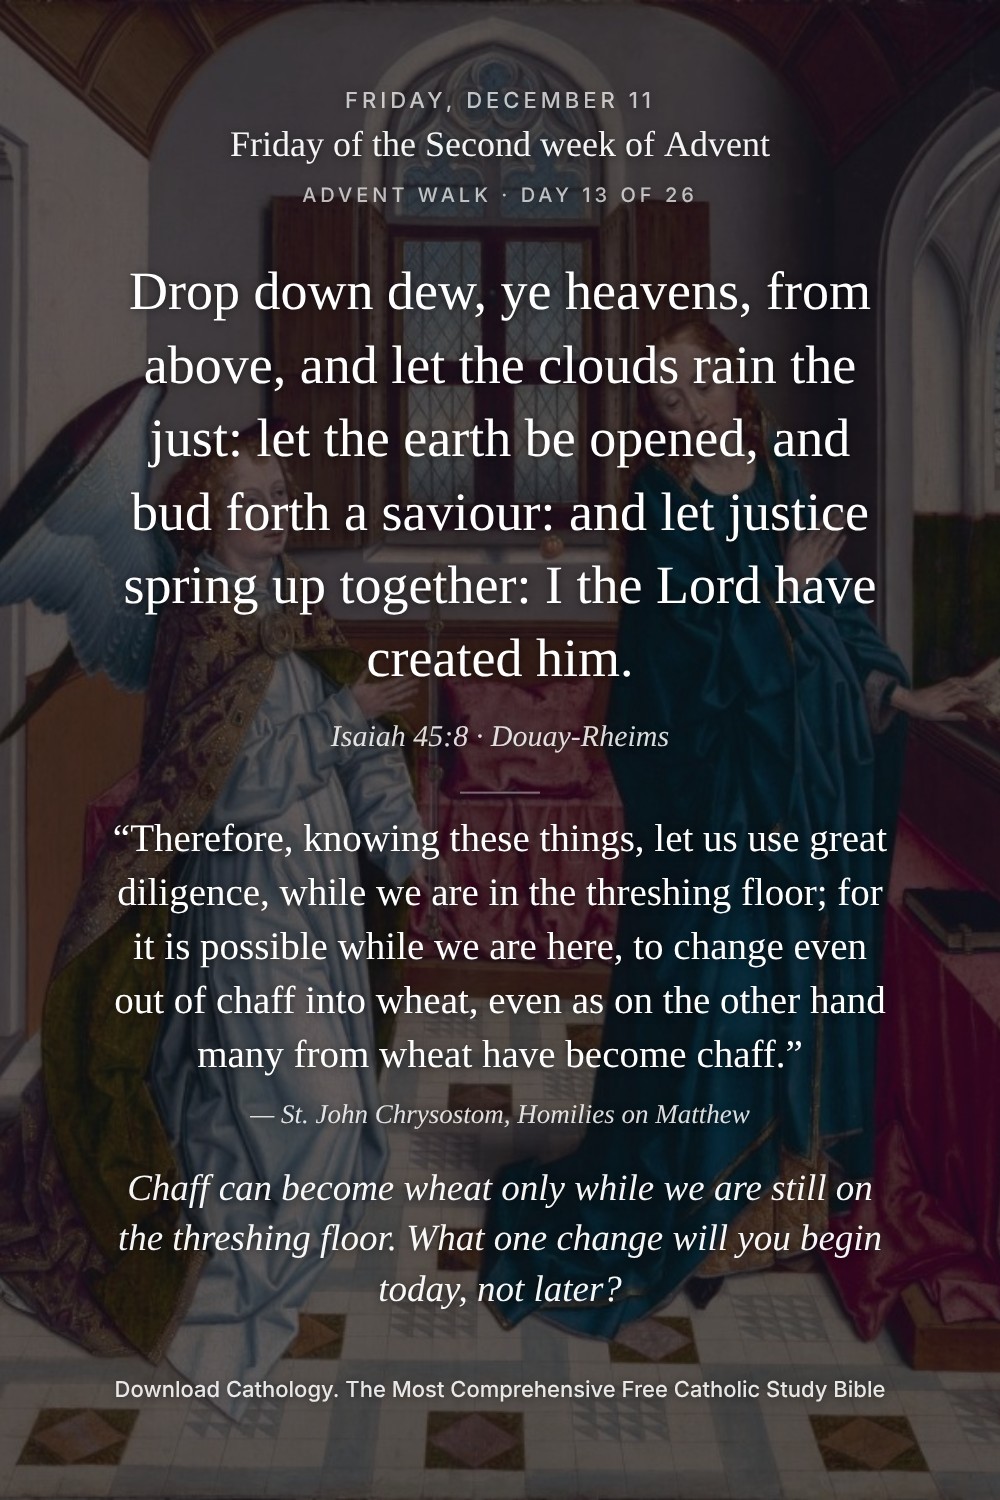 FRIDAY, DECEMBER 11
Friday of the Second week of Advent
ADVENT WALK · DAY 13 OF 26
Drop down dew, ye heavens, from
above, and let the clouds rain the
just: let the earth be opened, and
bud forth a saviour: and let justice
spring up together: I the Lord have
created him.
Isaiah 45:8 · Douay-Rheims
“Therefore, knowing these things, let us use great
diligence, while we are in the threshing floor; for
it is possible while we are here, to change even
out of chaff into wheat, even as on the other hand
many from wheat have become chaff.”
— St. John Chrysostom, Homilies on Matthew
Chaff can become wheat only while we are still on
the threshing floor. What one change will you begin
today, not later?
Download Cathology. The Most Comprehensive Free Catholic Study Bible